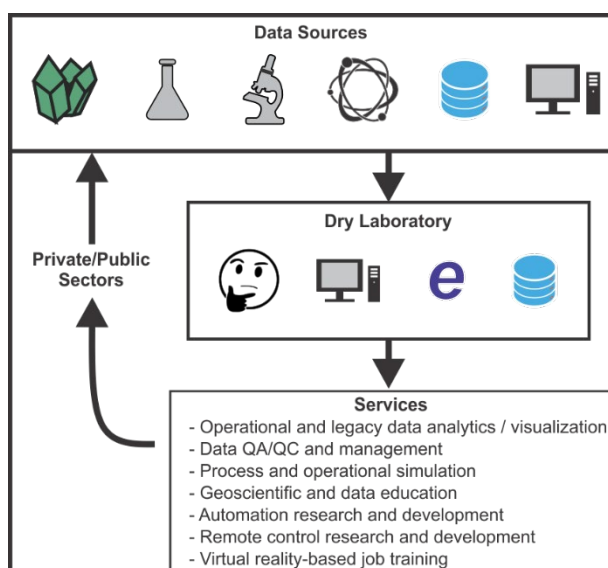 Data Sources
Dry Laboratory
e
Private/Public
Sectors
Services
- Operational and legacy data analytics / visualization
- Data QA/QC and management
- Process and operational simulation
- Geoscientific and data education
- Automation research and development
- Remote control research and development
- Virtual reality-based job training